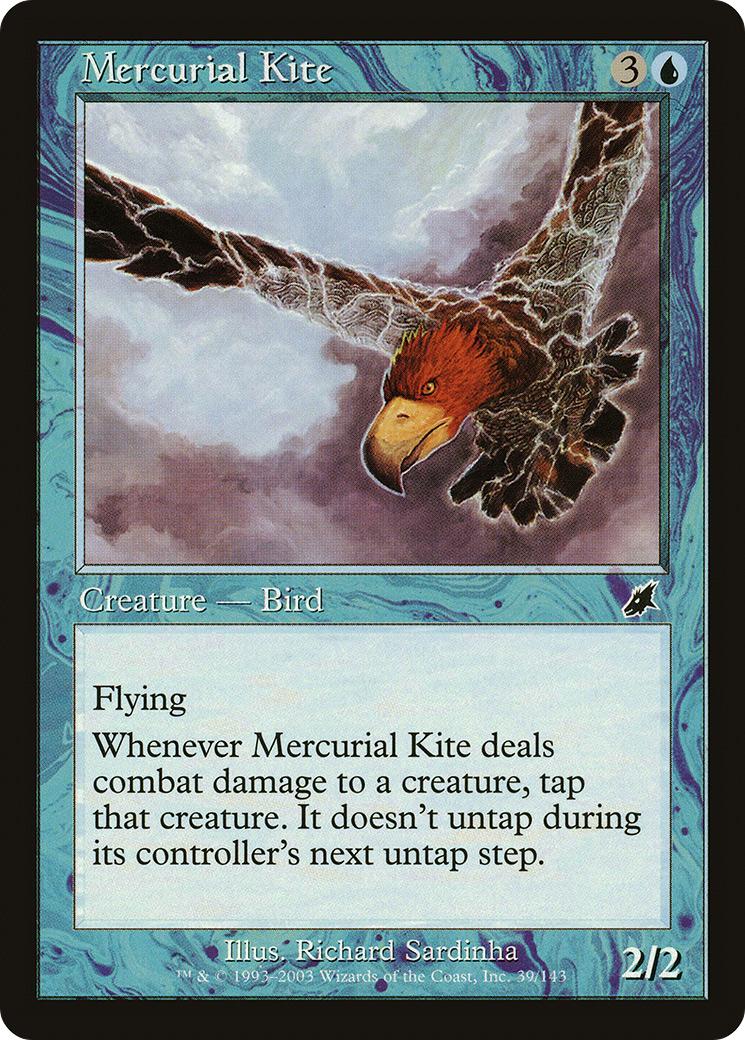 Mercurial Kite 3
Creature — Bird
Flying
Whenever Mercurial Kite deals
combat damage to a creature, tap
that creature. It doesn't untap during
its controller's next untap step.
Illus. Richard Sardinha
™ & © 1993–2003 Wizards of the Coast, Inc. 39/143
2/2